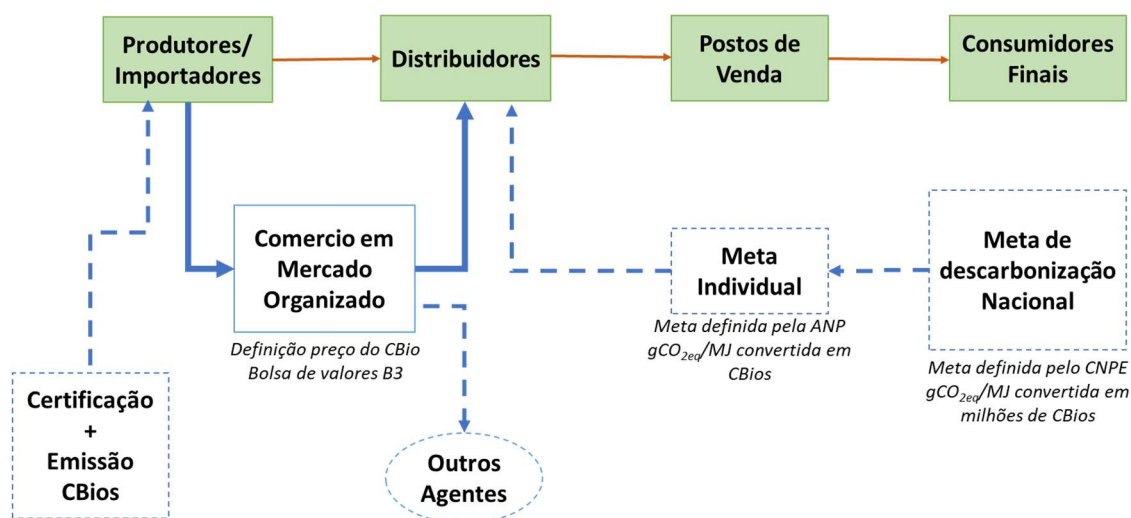 Produtores/
Importadores
Distribuidores
Postos de
Venda
Consumidores
Finais
Comercio em
Mercado
Organizado
Definição preço do CBio
Bolsa de valores B3
Meta
Individual
Meta definida pela ANP
gCO2eq/MJ convertida em
CBios
Meta de
descarbonização
Nacional
Meta definida pelo CNPE
gCO2eq/MJ convertida em
milhões de CBios
Certificação
+
Emissão
CBios
Outros
Agentes